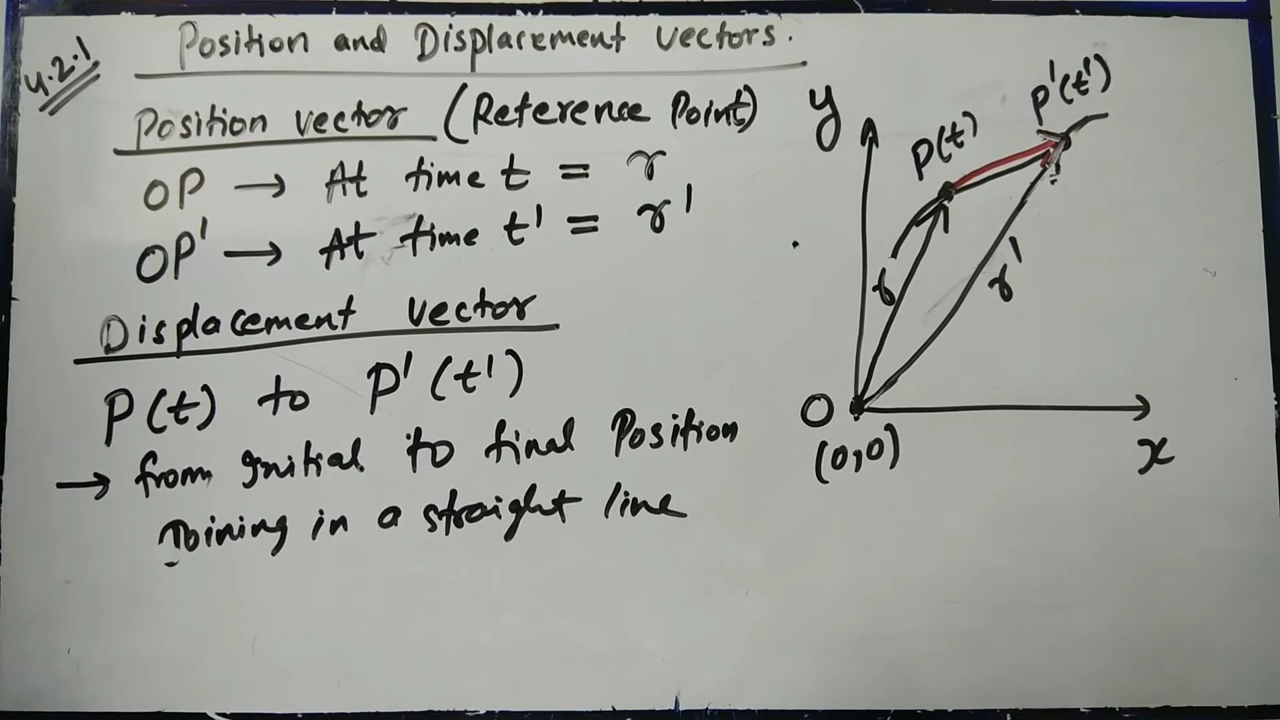 4.2.1
Position and Displacement vectors.
Position vector (Reference Point)
OP → At time t = r
OP' → At time t' = r'
Displacement vector
P(t) to P'(t')
→ from Initial to final Position
Joining in a straight line
y
P(t)
P'(t')
r
r'
O
(0,0)
x